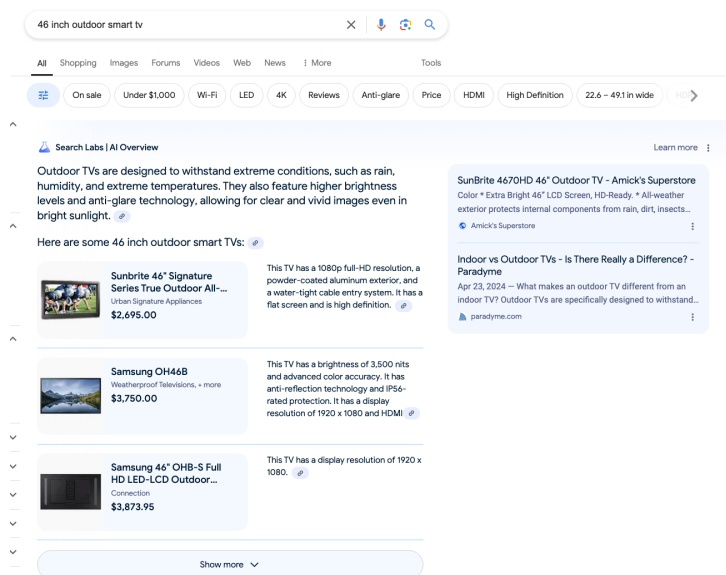 46 inch outdoor smart tv
All Shopping Images Forums Videos Web News More Tools
On sale Under $1,000 Wi-Fi LED 4K Reviews Anti-glare Price HDMI High Definition 22.6 – 49.1 in wide
Search Labs | AI Overview
Learn more
Outdoor TVs are designed to withstand extreme conditions, such as rain,
humidity, and extreme temperatures. They also feature higher brightness
levels and anti-glare technology, allowing for clear and vivid images even in
bright sunlight.
Here are some 46 inch outdoor smart TVs:
Sunbrite 46" Signature
Series True Outdoor All-...
Urban Signature Appliances
$2,695.00
This TV has a 1080p full-HD resolution, a
powder-coated aluminum exterior, and
a water-tight cable entry system. It has a
flat screen and is high definition.
Samsung OH46B
Weatherproof Televisions, + more
$3,750.00
This TV has a brightness of 3,500 nits
and advanced color accuracy. It has
anti-reflection technology and IP56-
rated protection. It has a display
resolution of 1920 x 1080 and HDMI
Samsung 46" OHB-S Full
HD LED-LCD Outdoor...
Connection
$3,873.95
This TV has a display resolution of 1920 x
1080.
Show more
SunBrite 4670HD 46" Outdoor TV - Amick's Superstore
Color * Extra Bright 46" LCD Screen, HD-Ready. * All-weather
exterior protects internal components from rain, dirt, insects...
Amick's Superstore
Indoor vs Outdoor TVs - Is There Really a Difference? -
Paradyme
Apr 23, 2024 — What makes an outdoor TV different from an
indoor TV? Outdoor TVs are specifically designed to withstand...
paradyme.com